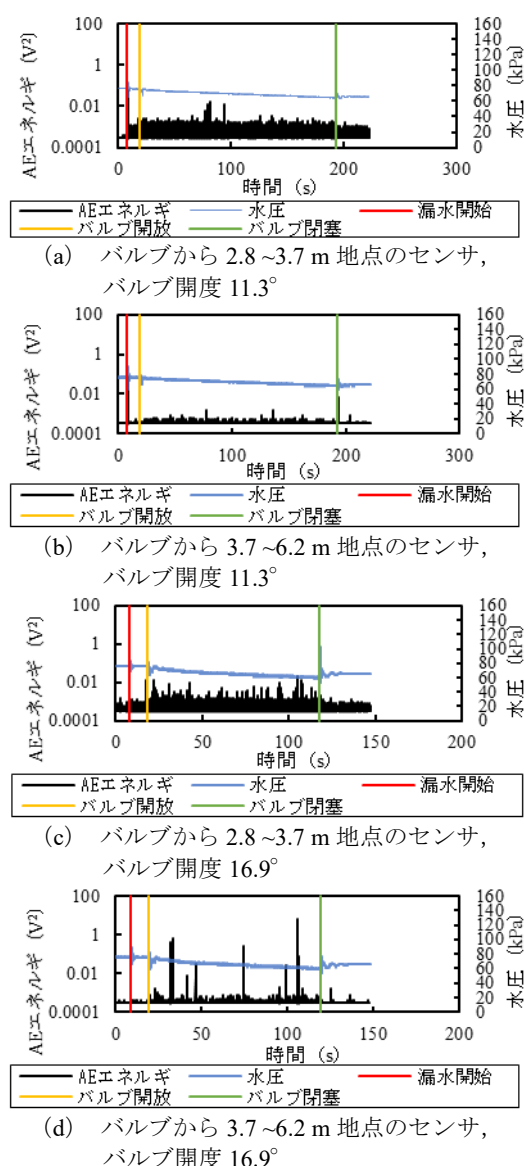 100
1
0.01
0.0001
AEエネルギ (V²)
160
140
120
100
80
60
40
20
0
水圧 (kPa)
0 100 200 300
時間 (s)
AEエネルギ 水圧 漏水開始
バルブ開放 バルブ閉塞
(a) バルブから 2.8 ~3.7 m 地点のセンサ,
バルブ開度 11.3°
100
1
0.01
0.0001
AEエネルギ (V²)
160
140
120
100
80
60
40
20
0
水圧 (kPa)
0 100 200 300
時間 (s)
AEエネルギ 水圧 漏水開始
バルブ開放 バルブ閉塞
(b) バルブから 3.7 ~6.2 m 地点のセンサ,
バルブ開度 11.3°
100
1
0.01
0.0001
AEエネルギ (V²)
160
140
120
100
80
60
40
20
0
水圧 (kPa)
0 50 100 150 200
時間 (s)
AEエネルギ 水圧 漏水開始
バルブ開放 バルブ閉塞
(c) バルブから 2.8 ~3.7 m 地点のセンサ,
バルブ開度 16.9°
100
1
0.01
0.0001
AEエネルギ (V²)
160
140
120
100
80
60
40
20
0
水圧 (kPa)
0 50 100 150 200
時間 (s)
AEエネルギ 水圧 漏水開始
バルブ開放 バルブ閉塞
(d) バルブから 3.7 ~6.2 m 地点のセンサ,
バルブ開度 16.9°